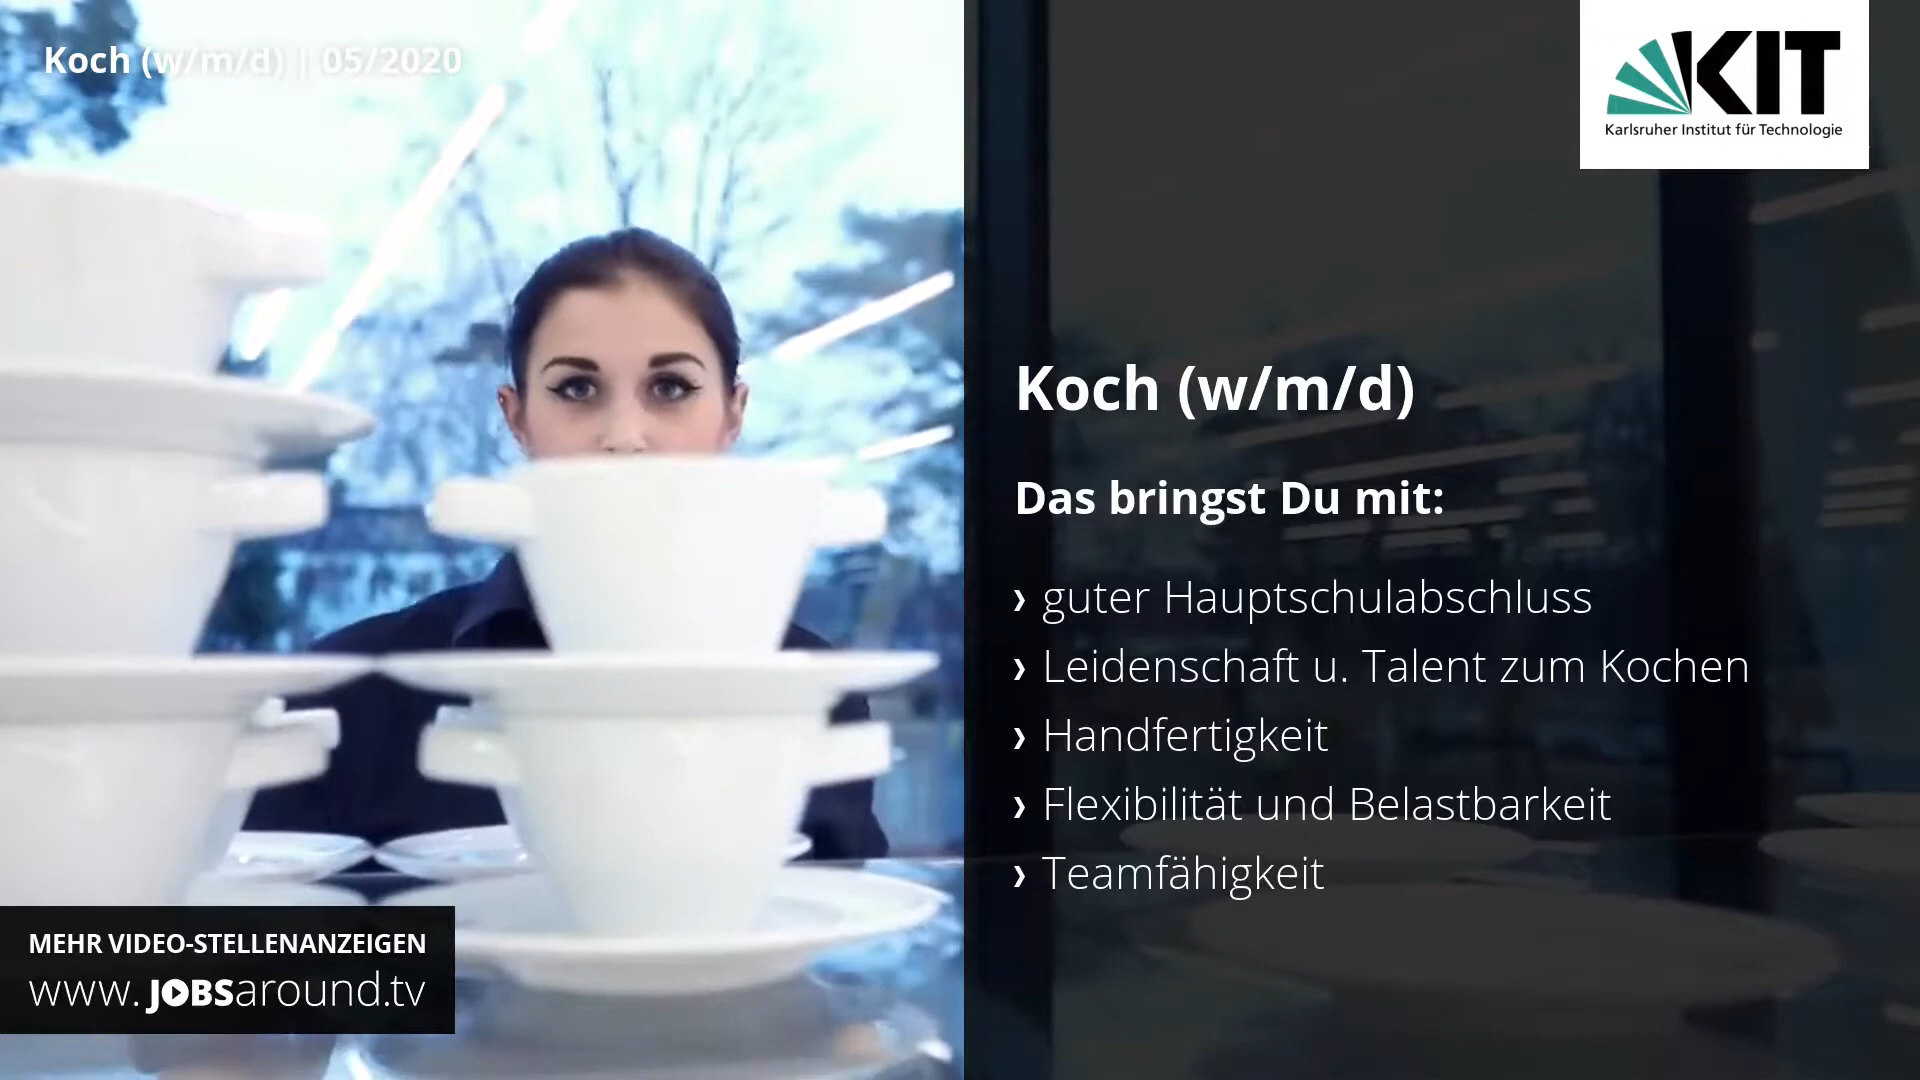 Koch (w/m/d) | 05/2020
KIT
Karlsruher Institut für Technologie
Koch (w/m/d)
Das bringst Du mit:
› guter Hauptschulabschluss
› Leidenschaft u. Talent zum Kochen
› Handfertigkeit
› Flexibilität und Belastbarkeit
› Teamfähigkeit
MEHR VIDEO-STELLENANZEIGEN
www.JOBSaround.tv